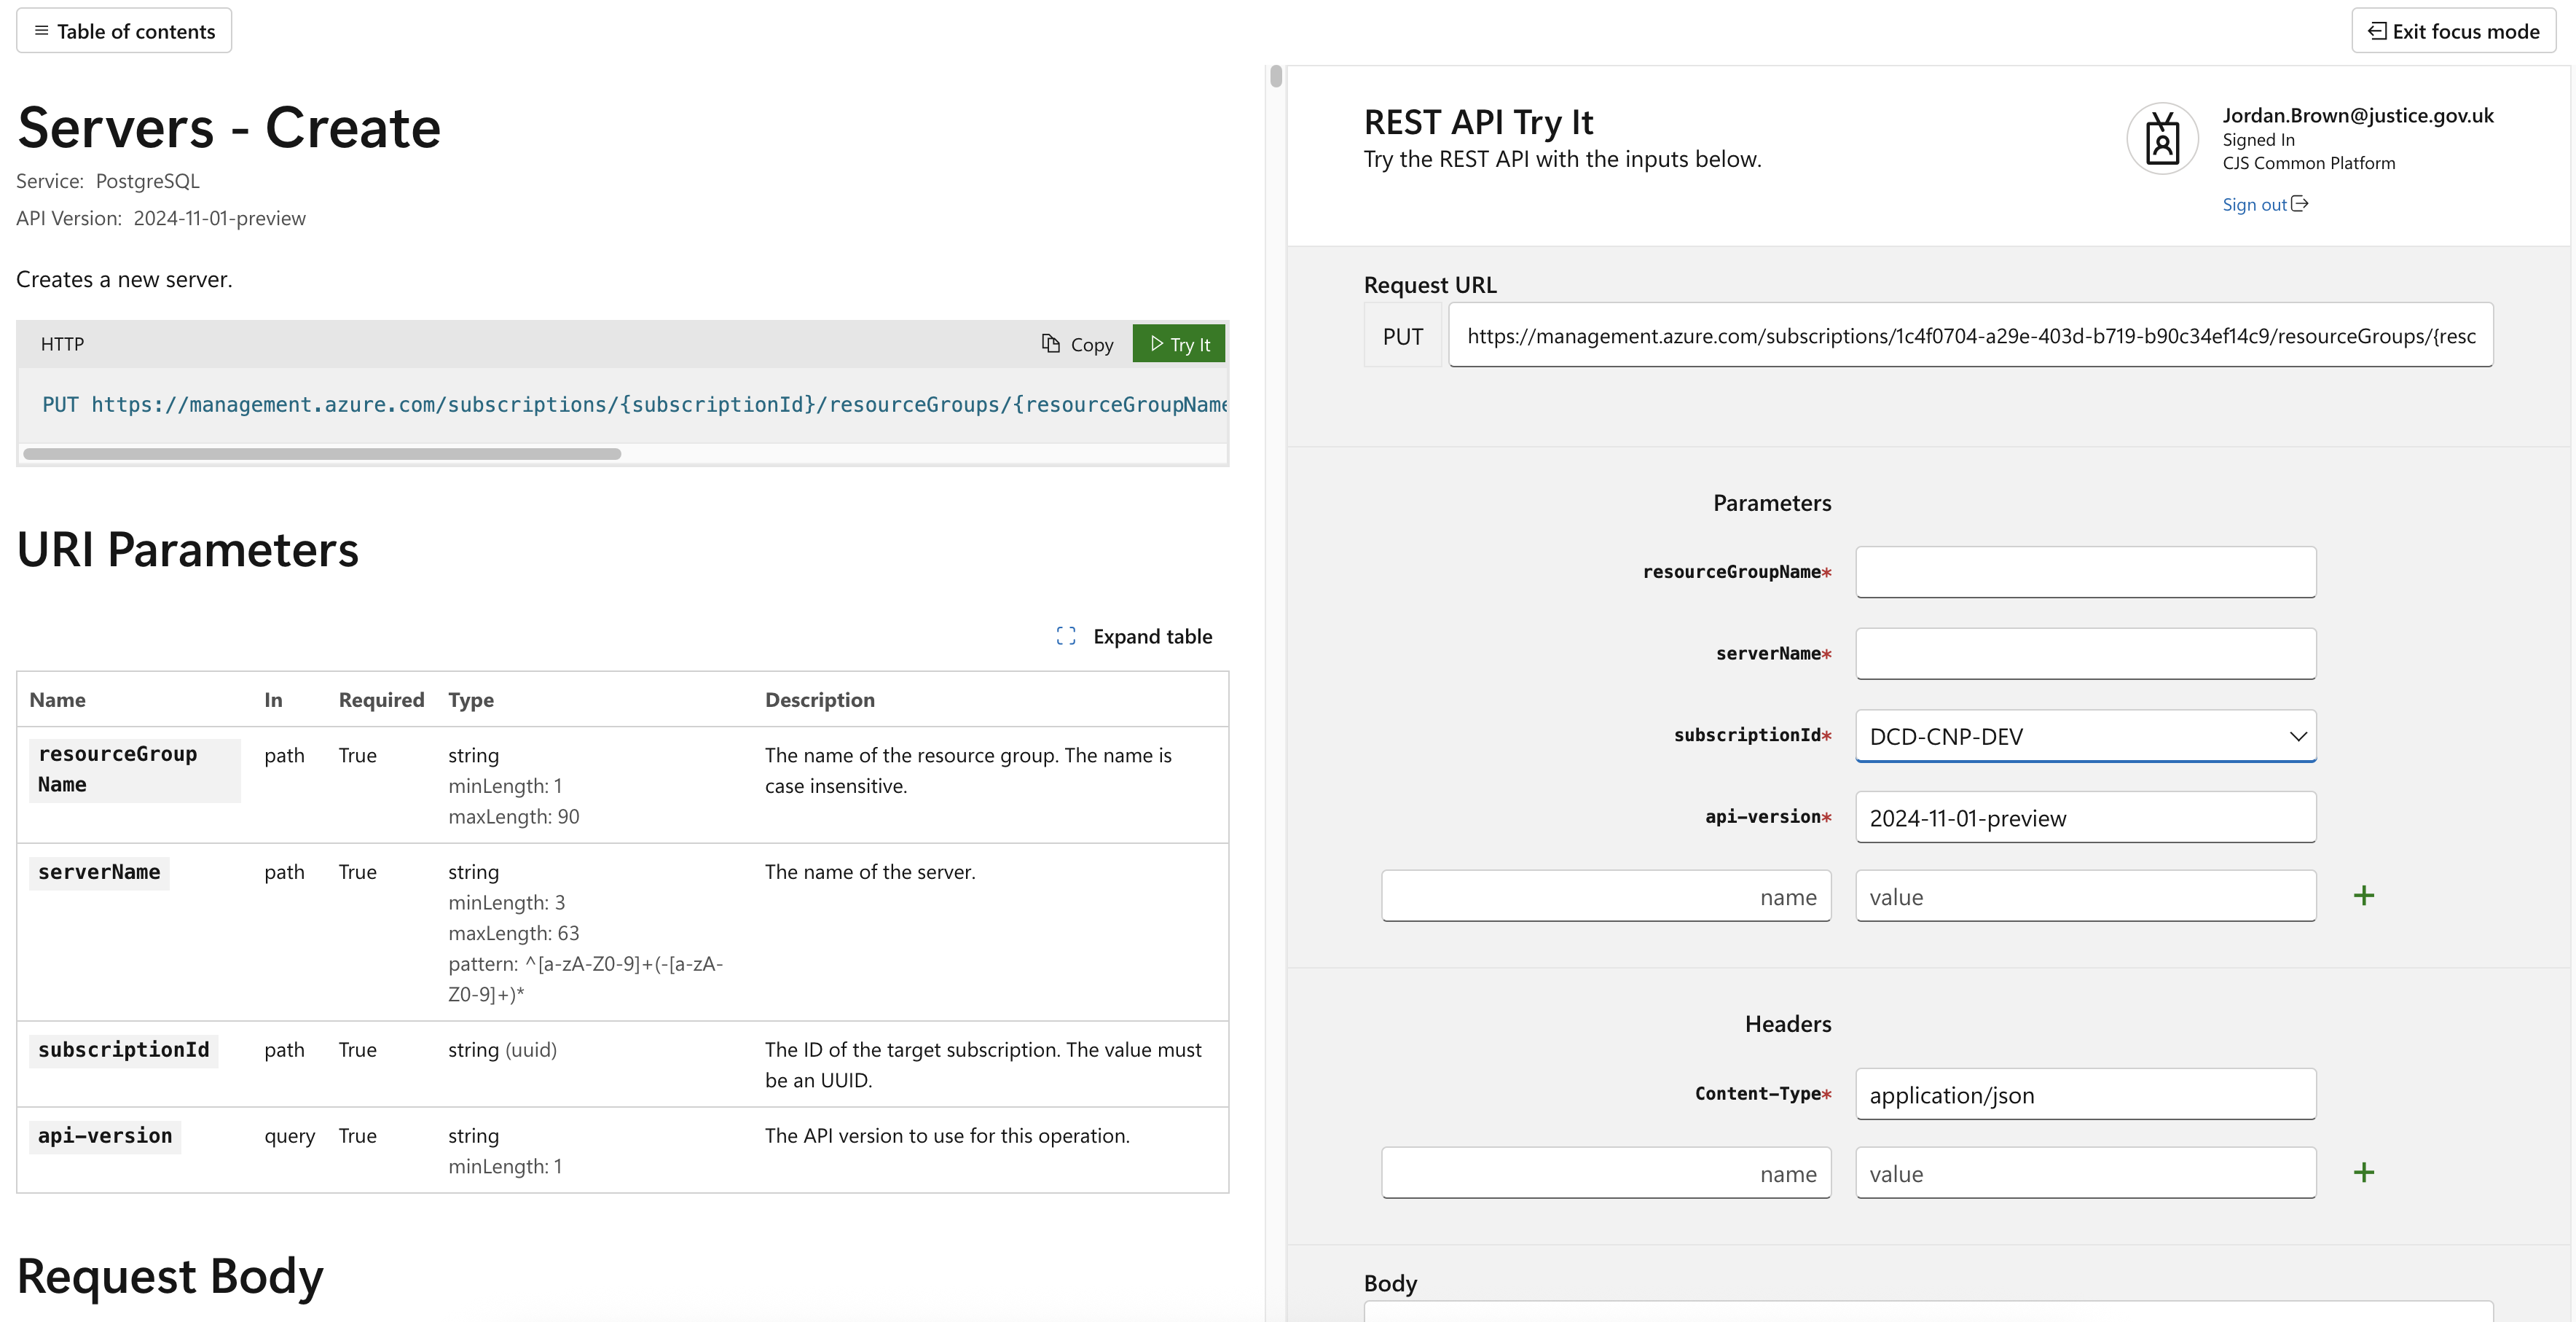 Table of contents
Exit focus mode
Servers - Create
Service: PostgreSQL
API Version: 2024-11-01-preview
Creates a new server.
HTTP
Copy
Try It
PUT https://management.azure.com/subscriptions/{subscriptionId}/resourceGroups/{resourceGroupName
URI Parameters
Expand table
Name In Required Type Description
resourceGroup
Name
path True string
minLength: 1
maxLength: 90
The name of the resource group. The name is
case insensitive.
serverName path True string
minLength: 3
maxLength: 63
pattern: ^[a-zA-Z0-9]+(-[a-zA-
Z0-9]+)*
The name of the server.
subscriptionId path True string (uuid)
The ID of the target subscription. The value must
be an UUID.
api-version query True string
minLength: 1
The API version to use for this operation.
Request Body
REST API Try It
Try the REST API with the inputs below.
Jordan.Brown@justice.gov.uk
Signed In
CJS Common Platform
Sign out
Request URL
PUT https://management.azure.com/subscriptions/1c4f0704-a29e-403d-b719-b90c34ef14c9/resourceGroups/{resc
Parameters
resourceGroupName*
serverName*
subscriptionId* DCD-CNP-DEV
api-version* 2024-11-01-preview
name value +
Headers
Content-Type* application/json
name value +
Body